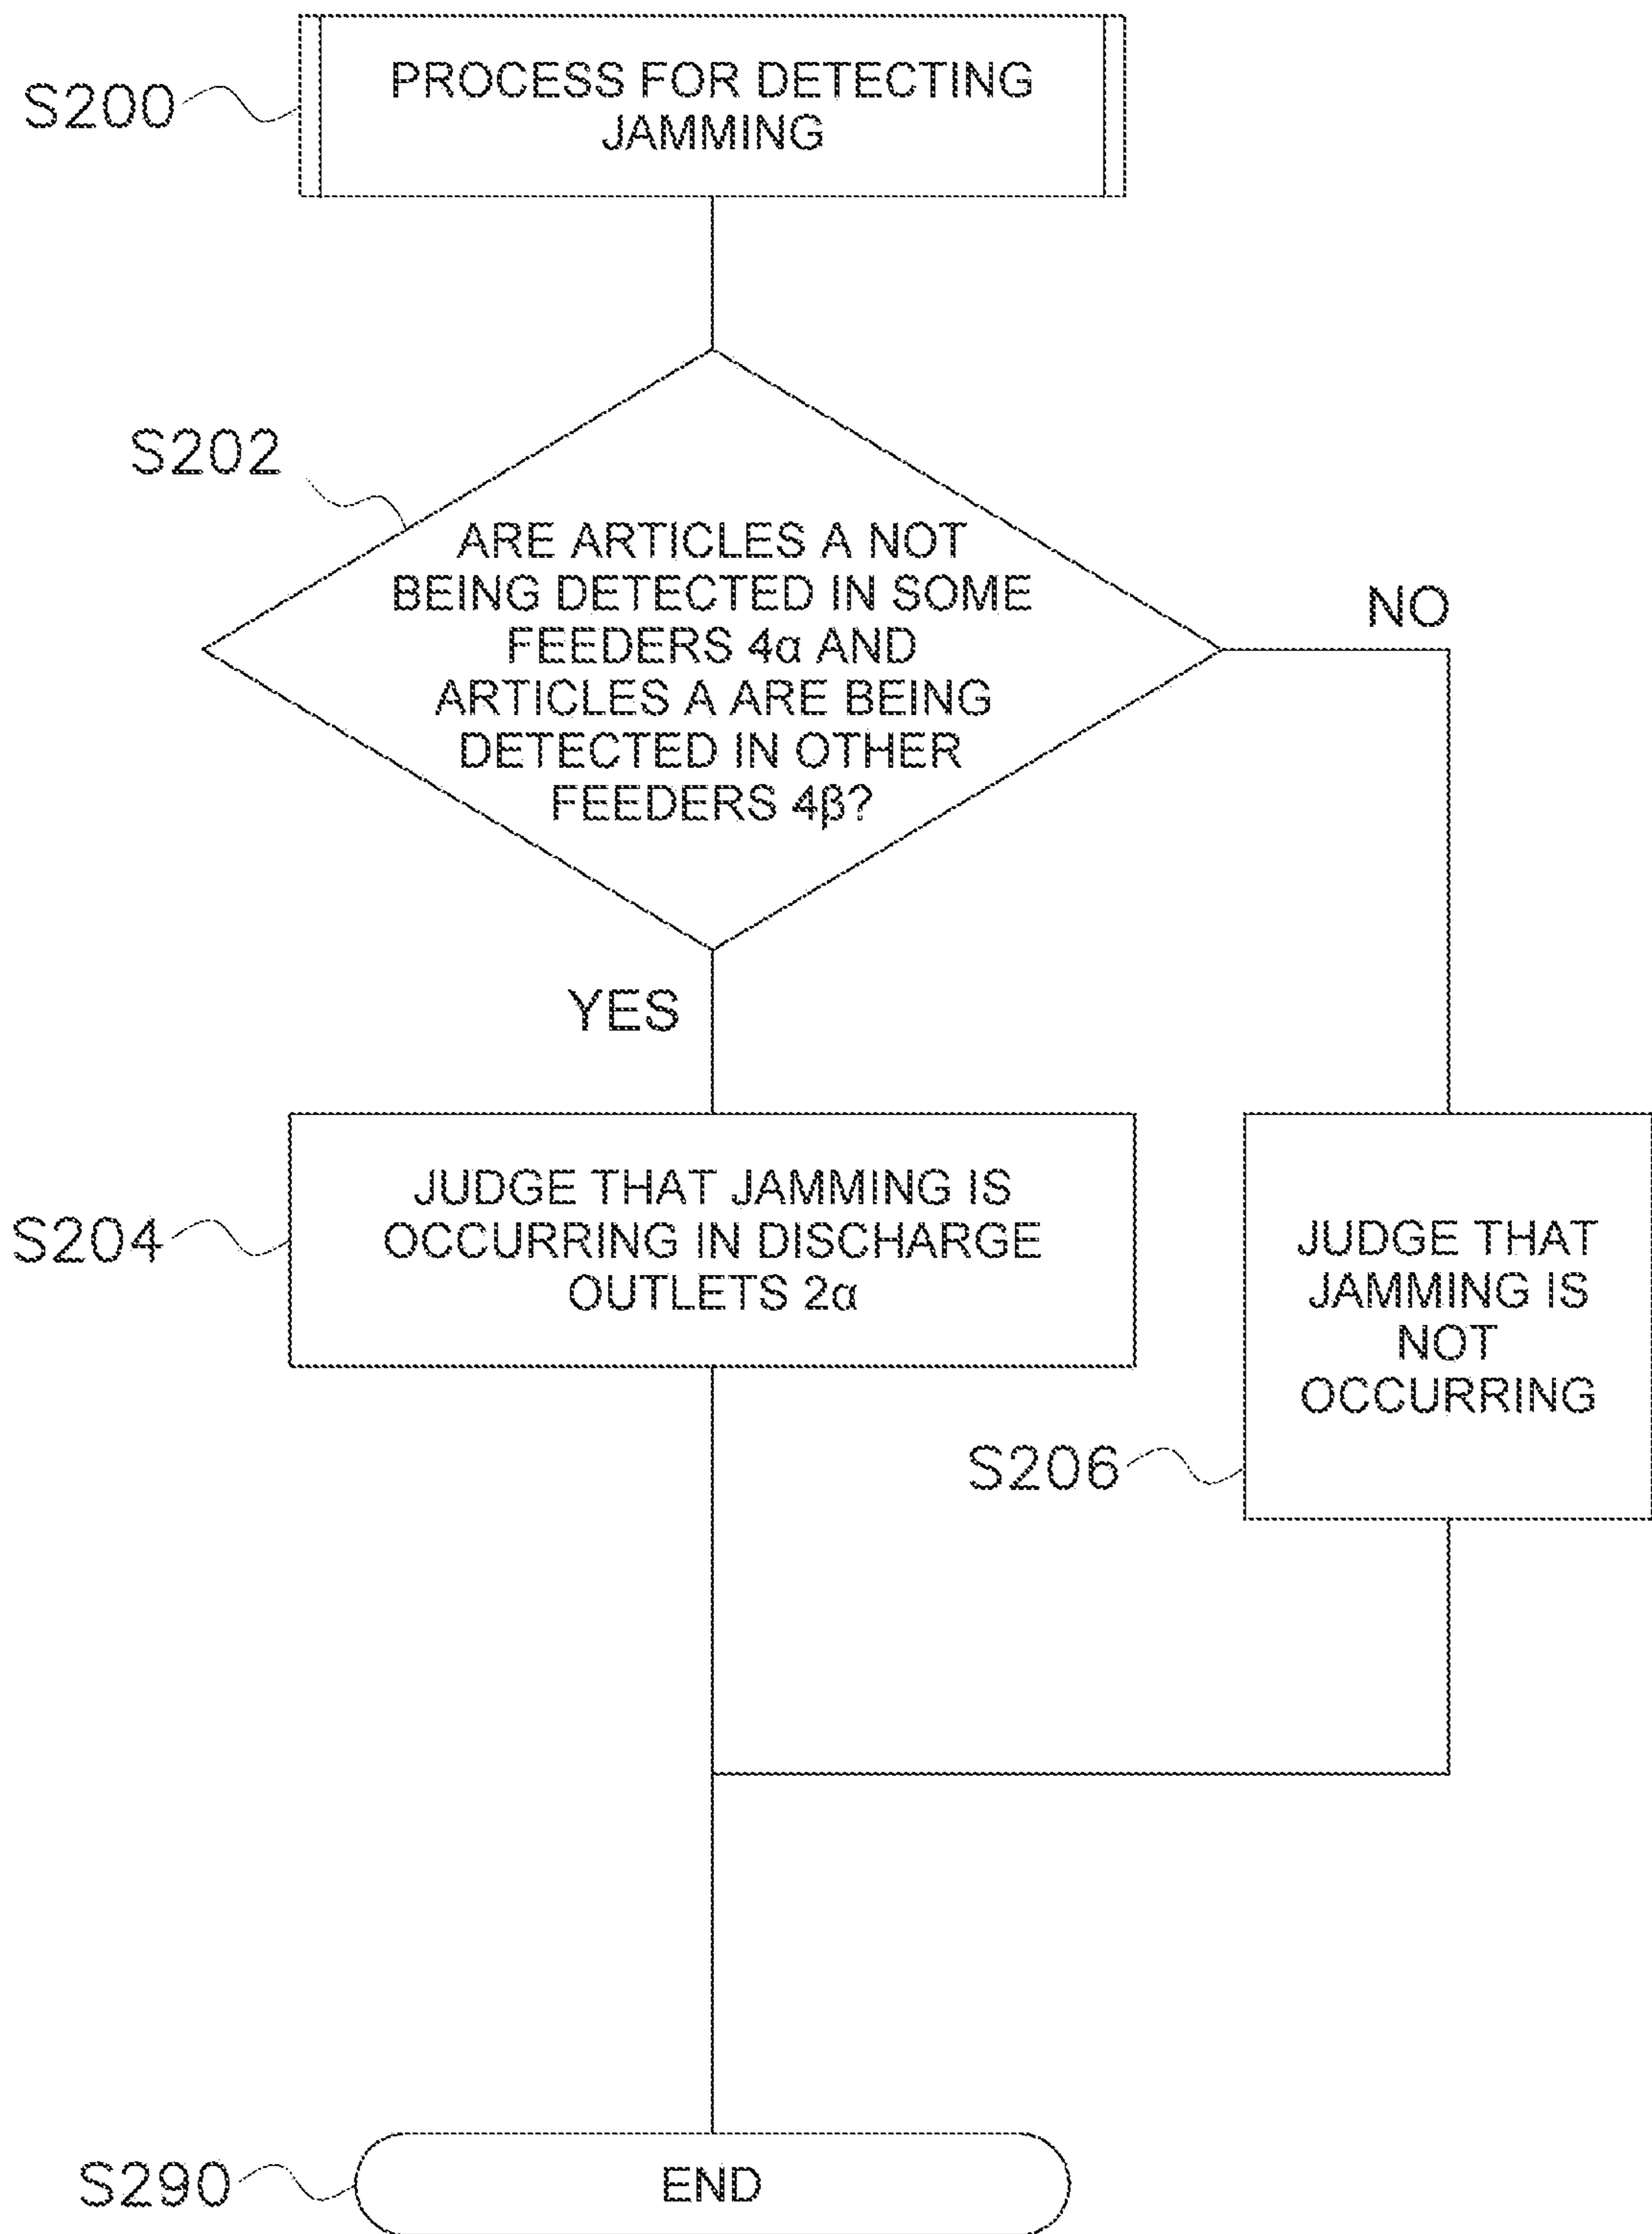 S200
PROCESS FOR DETECTING
JAMMING
S202
ARE ARTICLES A NOT
BEING DETECTED IN SOME
FEEDERS 4α AND
ARTICLES A ARE BEING
DETECTED IN OTHER
FEEDERS 4β?
NO
YES
S204
JUDGE THAT JAMMING IS
OCCURRING IN DISCHARGE
OUTLETS 2α
JUDGE THAT
JAMMING IS
NOT
OCCURRING
S206
S290
END